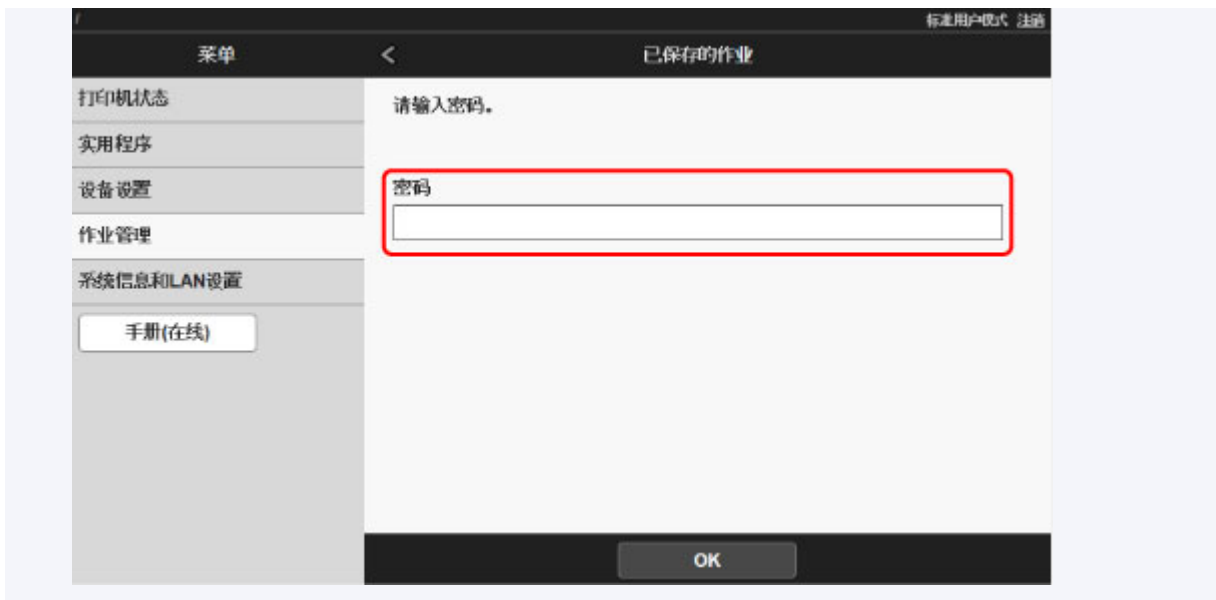 标准用户模式 注销
菜单
< 已保存的作业
打印机状态
实用程序
设备设置
作业管理
系统信息和LAN设置
手册(在线)
请输入密码。
密码
OK